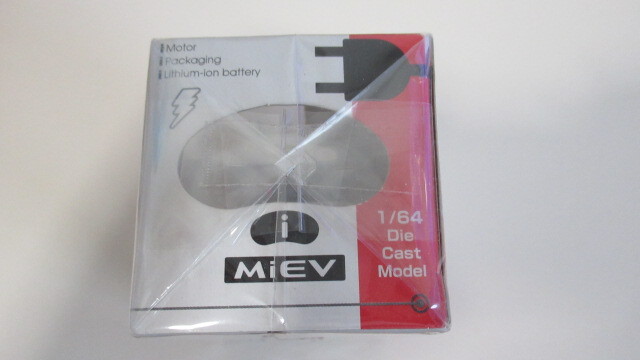 i Motor
i Packaging
i Lithium-ion battery
i
MiEV
1/64
Die
Cast
Model